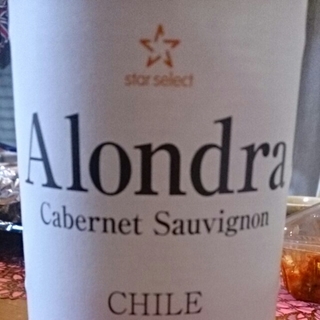 star select
Alondra
Cabernet Sauvignon
CHILE